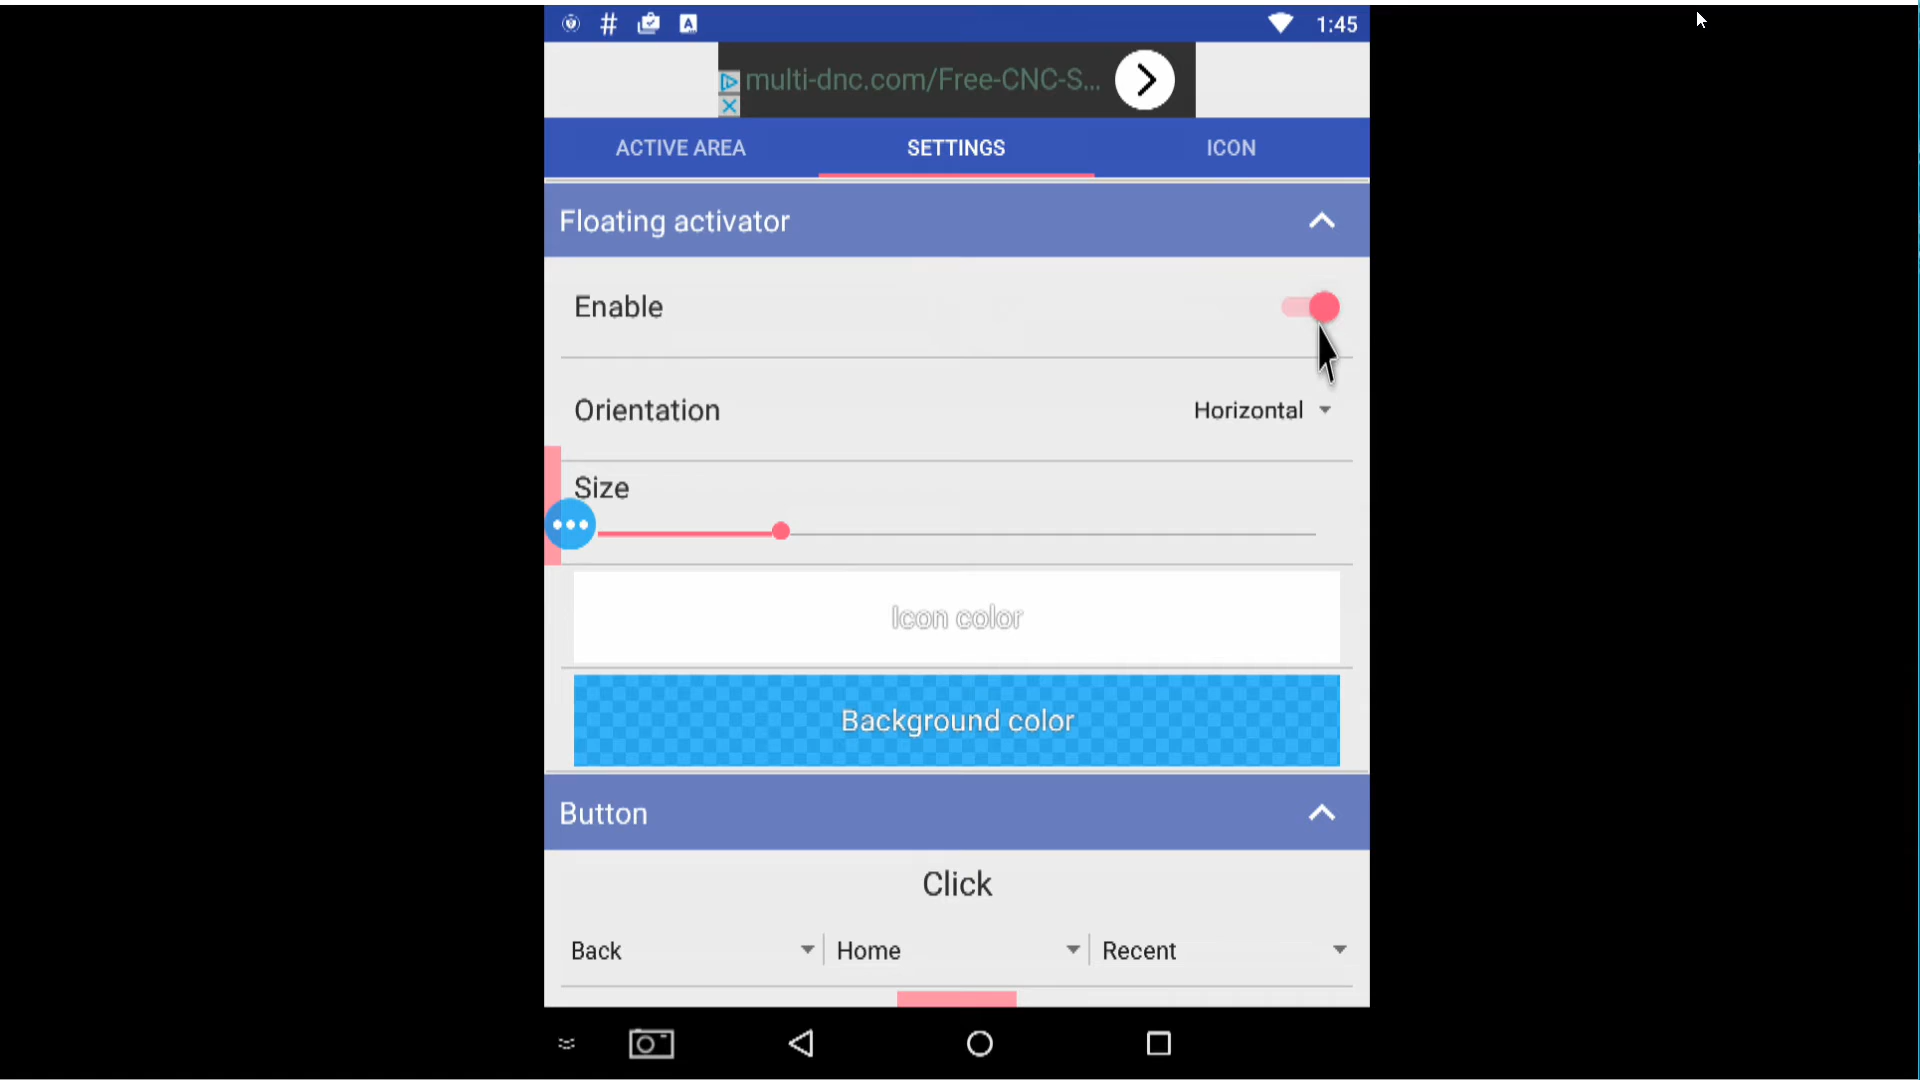 # A 1:45
multi-dnc.com/Free-CNC-S...
ACTIVE AREA SETTINGS ICON
Floating activator
Enable
Orientation Horizontal
Size
Icon color
Background color
Button
Click
Back Home Recent